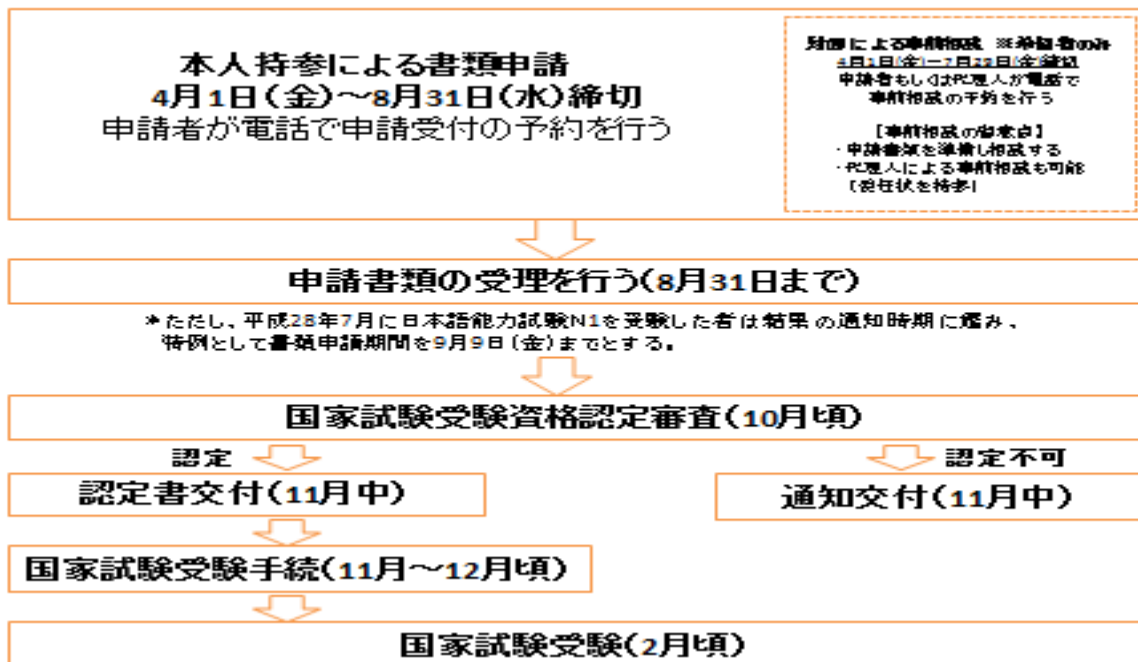 本人持参による書類申請
4月1日(金)～8月31日(水)締切
申請者が電話で申請受付の予約を行う
対面による事前相談 ※希望者のみ
4月1日(金)－7月29日(金)締切
申請者もしくは代理人が電話で
事前相談の予約を行う
【事前相談の留意点】
・申請書類を準備し相談する
・代理人による事前相談も可能
(委任状を持参)
申請書類の受理を行う(8月31日まで)
＊ただし、平成28年7月に日本語能力試験N1を受験した者は結果の通知時期に鑑み、
特例として書類申請期間を9月9日(金)までとする。
国家試験受験資格認定審査(10月頃)
認定
認定不可
認定書交付(11月中)
通知交付(11月中)
国家試験受験手続(11月～12月頃)
国家試験受験(2月頃)